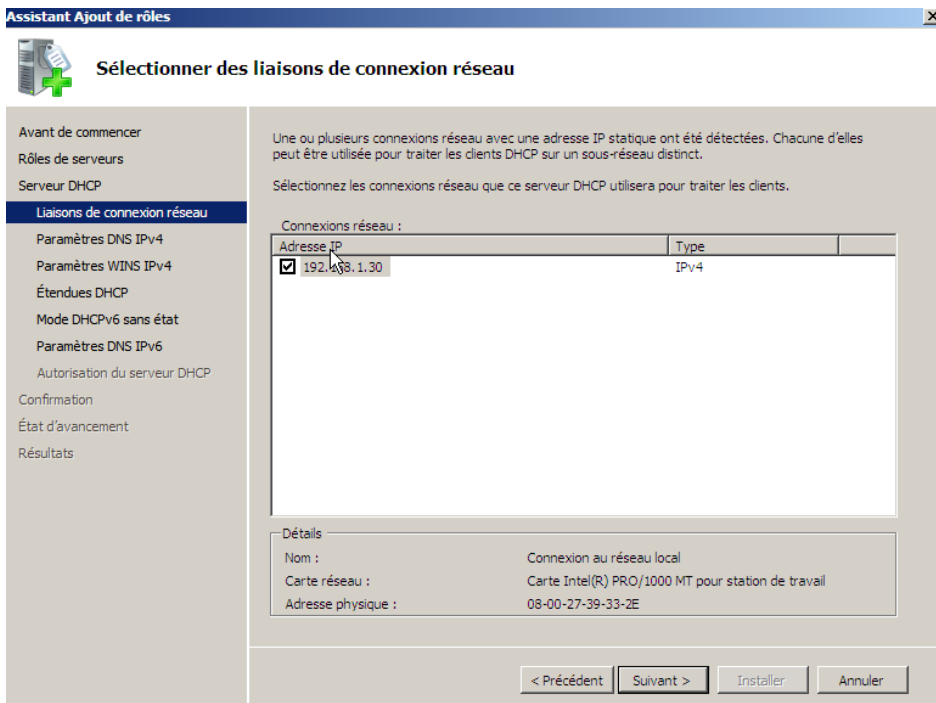 Assistant Ajout de rôles
Sélectionner des liaisons de connexion réseau
Avant de commencer
Rôles de serveurs
Serveur DHCP
Liaisons de connexion réseau
Paramètres DNS IPv4
Paramètres WINS IPv4
Étendues DHCP
Mode DHCPv6 sans état
Paramètres DNS IPv6
Autorisation du serveur DHCP
Confirmation
État d'avancement
Résultats
Une ou plusieurs connexions réseau avec une adresse IP statique ont été détectées. Chacune d'elles
peut être utilisée pour traiter les clients DHCP sur un sous-réseau distinct.
Sélectionnez les connexions réseau que ce serveur DHCP utilisera pour traiter les clients.
Connexions réseau :
Adresse IP Type
192.168.1.30 IPv4
Détails
Nom : Connexion au réseau local
Carte réseau : Carte Intel(R) PRO/1000 MT pour station de travail
Adresse physique : 08-00-27-39-33-2E
< Précédent Suivant > Installer Annuler